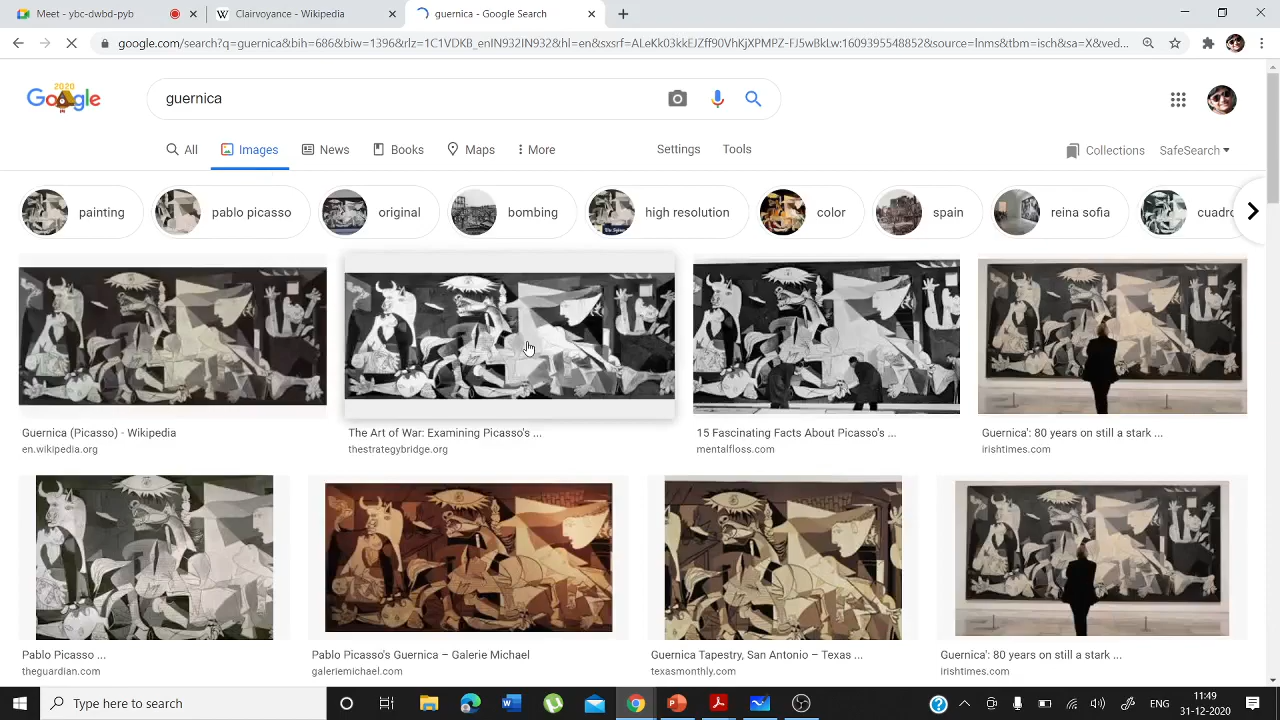 Meet - ybc-dwbd-pyb
Clairvoyance - Wikipedia
guernica - Google Search
google.com/search?q=guernica&bih=686&biw=1396&rlz=1C1VDKB_enIN932IN932&hl=en&sxsrf=ALeKk03kkEJZff90VhKjXPMPZ-FJ5wBkLw:1609395548852&source=lnms&tbm=isch&sa=X&ved...
2020
Google
guernica
All
Images
News
Books
Maps
More
Settings
Tools
Collections
SafeSearch
painting
pablo picasso
original
bombing
high resolution
color
spain
reina sofia
cuadro
Guernica (Picasso) - Wikipedia
en.wikipedia.org
The Art of War: Examining Picasso's ...
thestrategybridge.org
15 Fascinating Facts About Picasso's ...
mentalfloss.com
Guernica': 80 years on still a stark ...
irishtimes.com
Pablo Picasso ...
theguardian.com
Pablo Picasso's Guernica – Galerie Michael
galeriemichael.com
Guernica Tapestry, San Antonio – Texas ...
texasmonthly.com
Guernica': 80 years on still a stark ...
irishtimes.com
Type here to search
ENG
11:49
31-12-2020